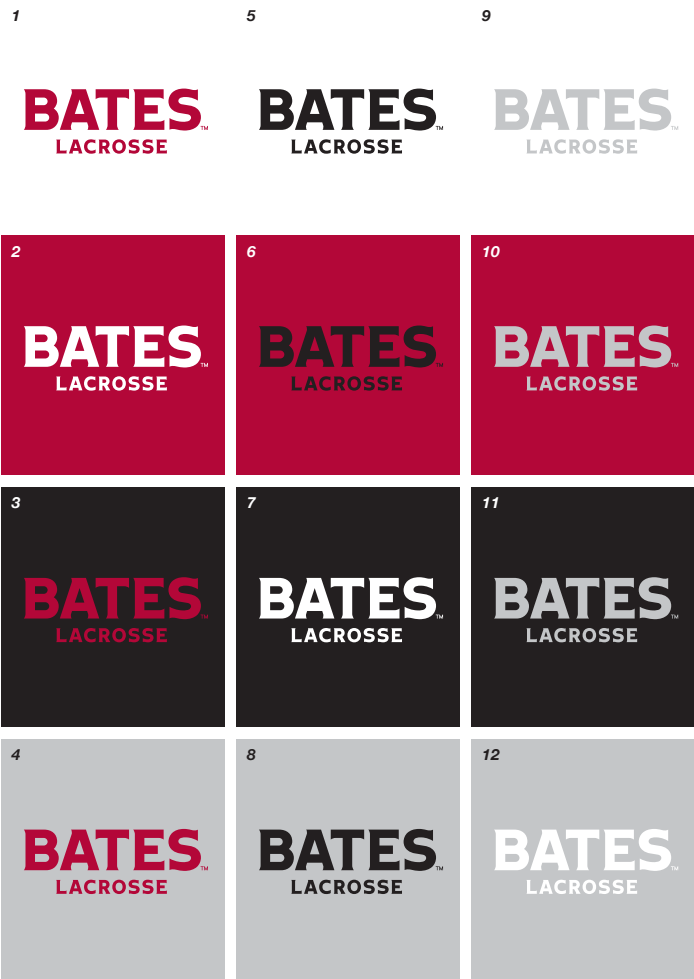 1
BATES™
LACROSSE
5
BATES™
LACROSSE
9
BATES™
LACROSSE
2
BATES™
LACROSSE
6
BATES™
LACROSSE
10
BATES™
LACROSSE
3
BATES™
LACROSSE
7
BATES™
LACROSSE
11
BATES™
LACROSSE
4
BATES™
LACROSSE
8
BATES™
LACROSSE
12
BATES™
LACROSSE